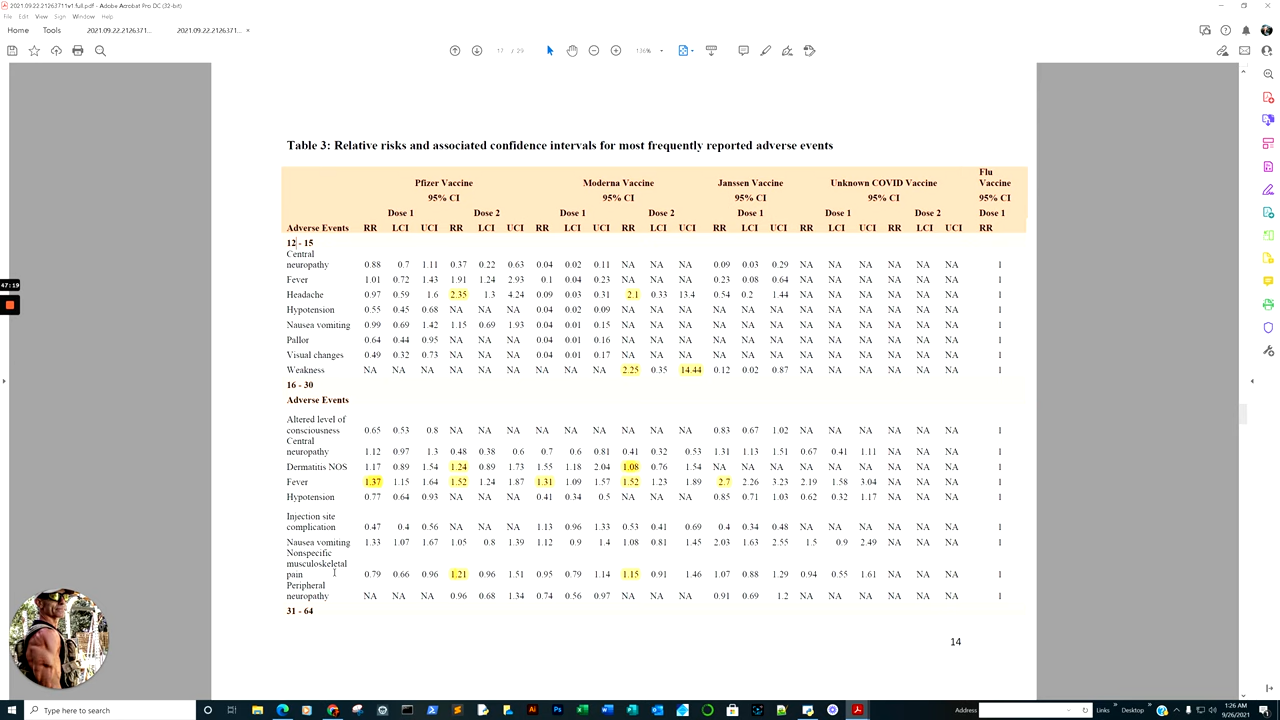 2021.09.22.21263711v1.full.pdf - Adobe Acrobat Pro DC (32-bit)
File Edit View Sign Window Help
Home Tools 2021.09.22.2126371... 2021.09.22.2126371... ×
17 / 29 136%
Table 3: Relative risks and associated confidence intervals for most frequently reported adverse events
Flu
Pfizer Vaccine Moderna Vaccine Janssen Vaccine Unknown COVID Vaccine Vaccine
95% CI 95% CI 95% CI 95% CI 95% CI
Dose 1 Dose 2 Dose 1 Dose 2 Dose 1 Dose 1 Dose 2 Dose 1
Adverse Events RR LCI UCI RR LCI UCI RR LCI UCI RR LCI UCI RR LCI UCI RR LCI UCI RR LCI UCI RR
12 - 15
Central
neuropathy 0.88 0.7 1.11 0.37 0.22 0.63 0.04 0.02 0.11 NA NA NA 0.09 0.03 0.29 NA NA NA NA NA NA 1
Fever 1.01 0.72 1.43 1.91 1.24 2.93 0.1 0.04 0.23 NA NA NA 0.23 0.08 0.64 NA NA NA NA NA NA 1
Headache 0.97 0.59 1.6 2.35 1.3 4.24 0.09 0.03 0.31 2.1 0.33 13.4 0.54 0.2 1.44 NA NA NA NA NA NA 1
Hypotension 0.55 0.45 0.68 NA NA NA 0.04 0.02 0.09 NA NA NA NA NA NA NA NA NA NA NA NA 1
Nausea vomiting 0.99 0.69 1.42 1.15 0.69 1.93 0.04 0.01 0.15 NA NA NA NA NA NA NA NA NA NA NA NA 1
Pallor 0.64 0.44 0.95 NA NA NA 0.04 0.01 0.16 NA NA NA NA NA NA NA NA NA NA NA NA 1
Visual changes 0.49 0.32 0.73 NA NA NA 0.04 0.01 0.17 NA NA NA NA NA NA NA NA NA NA NA NA 1
Weakness NA NA NA NA NA NA NA NA NA 2.25 0.35 14.44 0.12 0.02 0.87 NA NA NA NA NA NA 1
16 - 30
Adverse Events
Altered level of
consciousness 0.65 0.53 0.8 NA NA NA NA NA NA NA NA NA 0.83 0.67 1.02 NA NA NA NA NA NA 1
Central
neuropathy 1.12 0.97 1.3 0.48 0.38 0.6 0.7 0.6 0.81 0.41 0.32 0.53 1.31 1.13 1.51 0.67 0.41 1.11 NA NA NA 1
Dermatitis NOS 1.17 0.89 1.54 1.24 0.89 1.73 1.55 1.18 2.04 1.08 0.76 1.54 NA NA NA NA NA NA NA NA NA 1
Fever 1.37 1.15 1.64 1.52 1.24 1.87 1.31 1.09 1.57 1.52 1.23 1.89 2.7 2.26 3.23 2.19 1.58 3.04 NA NA NA 1
Hypotension 0.77 0.64 0.93 NA NA NA 0.41 0.34 0.5 NA NA NA 0.85 0.71 1.03 0.62 0.32 1.17 NA NA NA 1
Injection site
complication 0.47 0.4 0.56 NA NA NA 1.13 0.96 1.33 0.53 0.41 0.69 0.4 0.34 0.48 NA NA NA NA NA NA 1
Nausea vomiting 1.33 1.07 1.67 1.05 0.8 1.39 1.12 0.9 1.4 1.08 0.81 1.45 2.03 1.63 2.55 1.5 0.9 2.49 NA NA NA 1
Nonspecific
musculoskeletal
pain 0.79 0.66 0.96 1.21 0.96 1.51 0.95 0.79 1.14 1.15 0.91 1.46 1.07 0.88 1.29 0.94 0.55 1.61 NA NA NA 1
Peripheral
neuropathy NA NA NA 0.96 0.68 1.34 0.74 0.56 0.97 NA NA NA 0.91 0.69 1.2 NA NA NA NA NA NA 1
31 - 64
14
47:19
Type here to search Address Links » Desktop » 1:26 AM
9/26/2021